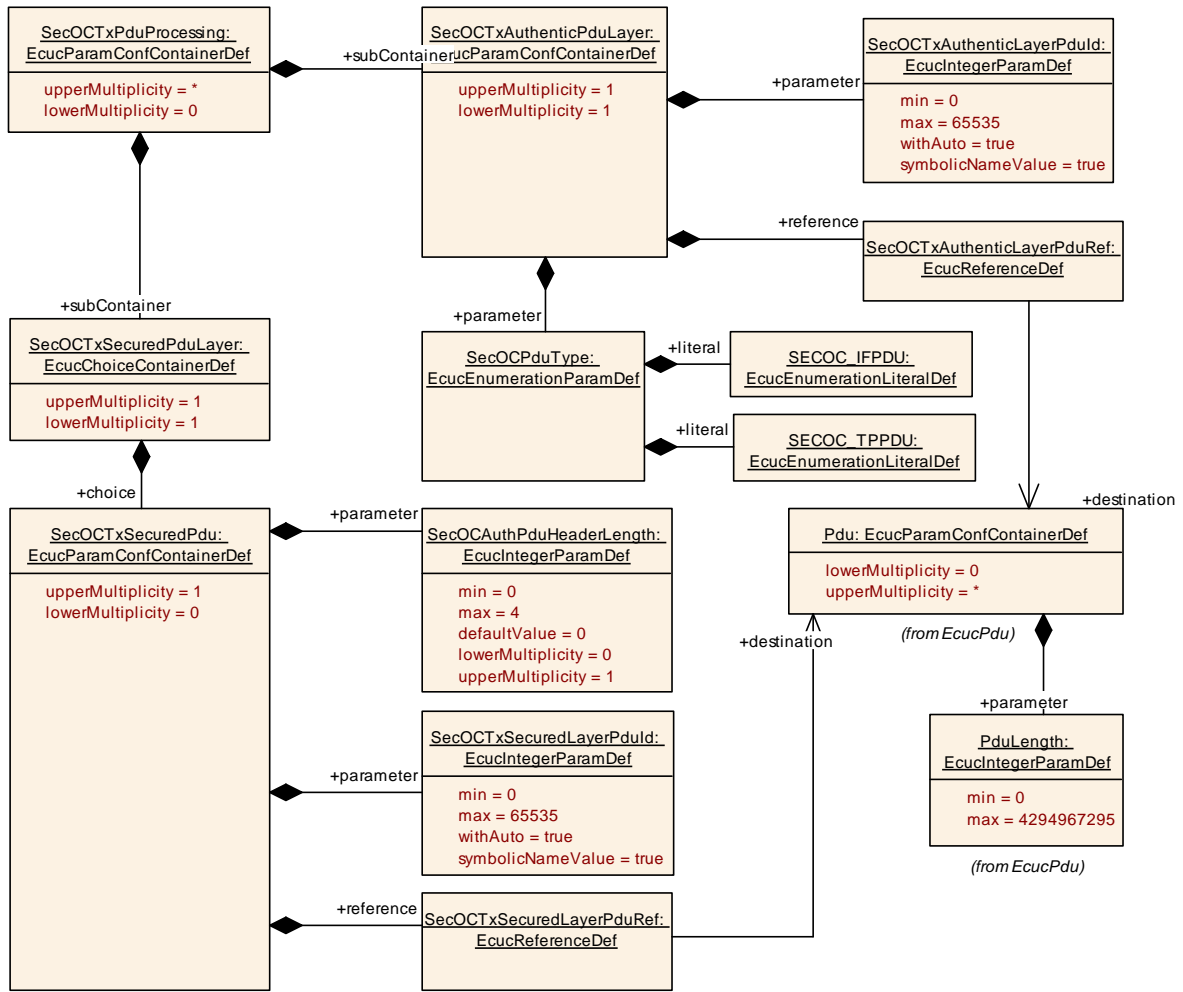 SecOCTxPduProcessing:
EcucParamConfContainerDef
upperMultiplicity = *
lowerMultiplicity = 0
+subContainer
SecOCTxAuthenticPduLayer:
ucParamConfContainerDef
upperMultiplicity = 1
lowerMultiplicity = 1
+parameter
SecOCTxAuthenticLayerPduId:
EcucIntegerParamDef
min = 0
max = 65535
withAuto = true
symbolicNameValue = true
+reference
SecOCTxAuthenticLayerPduRef:
EcucReferenceDef
+subContainer
SecOCTxSecuredPduLayer:
EcucChoiceContainerDef
upperMultiplicity = 1
lowerMultiplicity = 1
+parameter
SecOCPduType:
EcucEnumerationParamDef
+literal
SECOC_IFPDU:
EcucEnumerationLiteralDef
+literal
SECOC_TPPDU:
EcucEnumerationLiteralDef
+choice
SecOCTxSecuredPdu:
EcucParamConfContainerDef
upperMultiplicity = 1
lowerMultiplicity = 0
+parameter
SecOCAuthPduHeaderLength:
EcucIntegerParamDef
min = 0
max = 4
defaultValue = 0
lowerMultiplicity = 0
upperMultiplicity = 1
+destination
Pdu: EcucParamConfContainerDef
lowerMultiplicity = 0
upperMultiplicity = *
(from EcucPdu)
+destination
+parameter
PduLength:
EcucIntegerParamDef
min = 0
max = 4294967295
(from EcucPdu)
+parameter
SecOCTxSecuredLayerPduId:
EcucIntegerParamDef
min = 0
max = 65535
withAuto = true
symbolicNameValue = true
+reference
SecOCTxSecuredLayerPduRef:
EcucReferenceDef